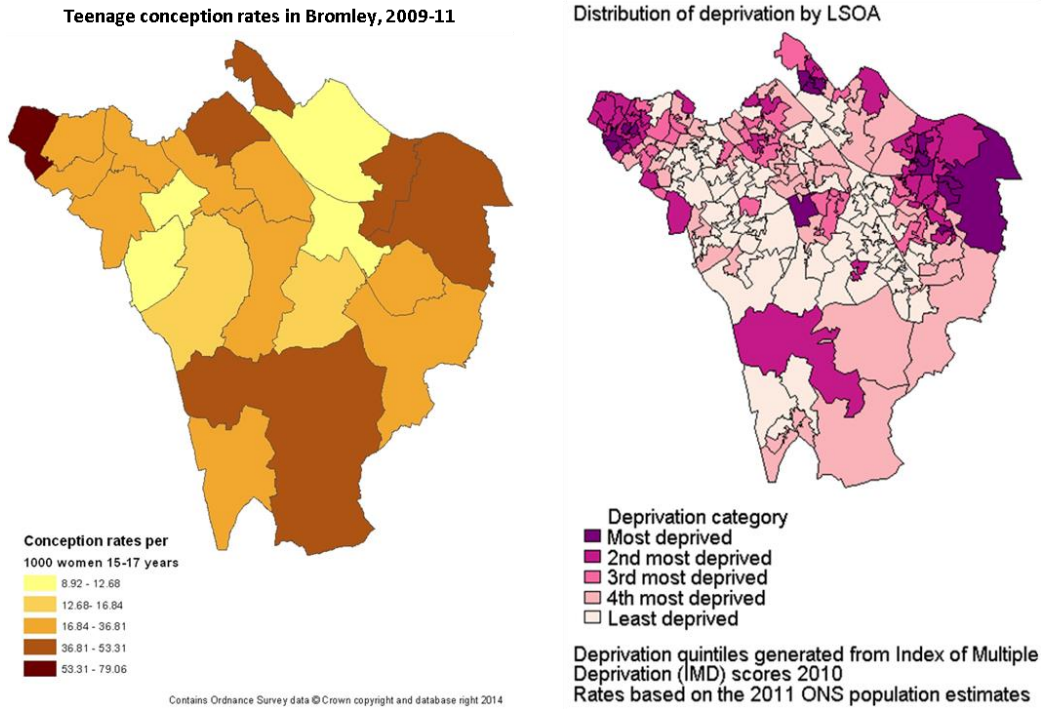 Teenage conception rates in Bromley, 2009-11
Conception rates per
1000 women 15-17 years
8.92 - 12.68
12.68- 16.84
16.84 - 36.81
36.81 - 53.31
53.31 - 79.06
Contains Ordnance Survey data © Crown copyright and database right 2014
Distribution of deprivation by LSOA
Deprivation category
Most deprived
2nd most deprived
3rd most deprived
4th most deprived
Least deprived
Deprivation quintiles generated from Index of Multiple
Deprivation (IMD) scores 2010
Rates based on the 2011 ONS population estimates